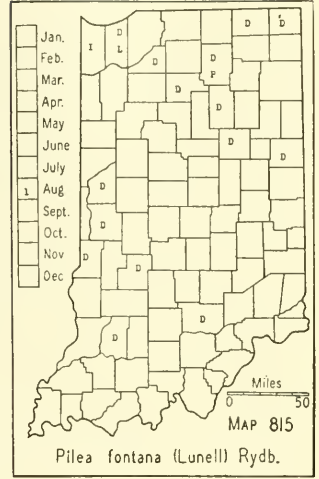 Jan.
Feb.
Mar.
Apr.
May
June
July
1 Aug
Sept.
Oct.
Nov
Dec
D D
I D L
D
D P
D
D
D
D
D
D
D
D
D
D
Miles
0 50
MAP 815
Pilea fontana (Lunell) Rydb.